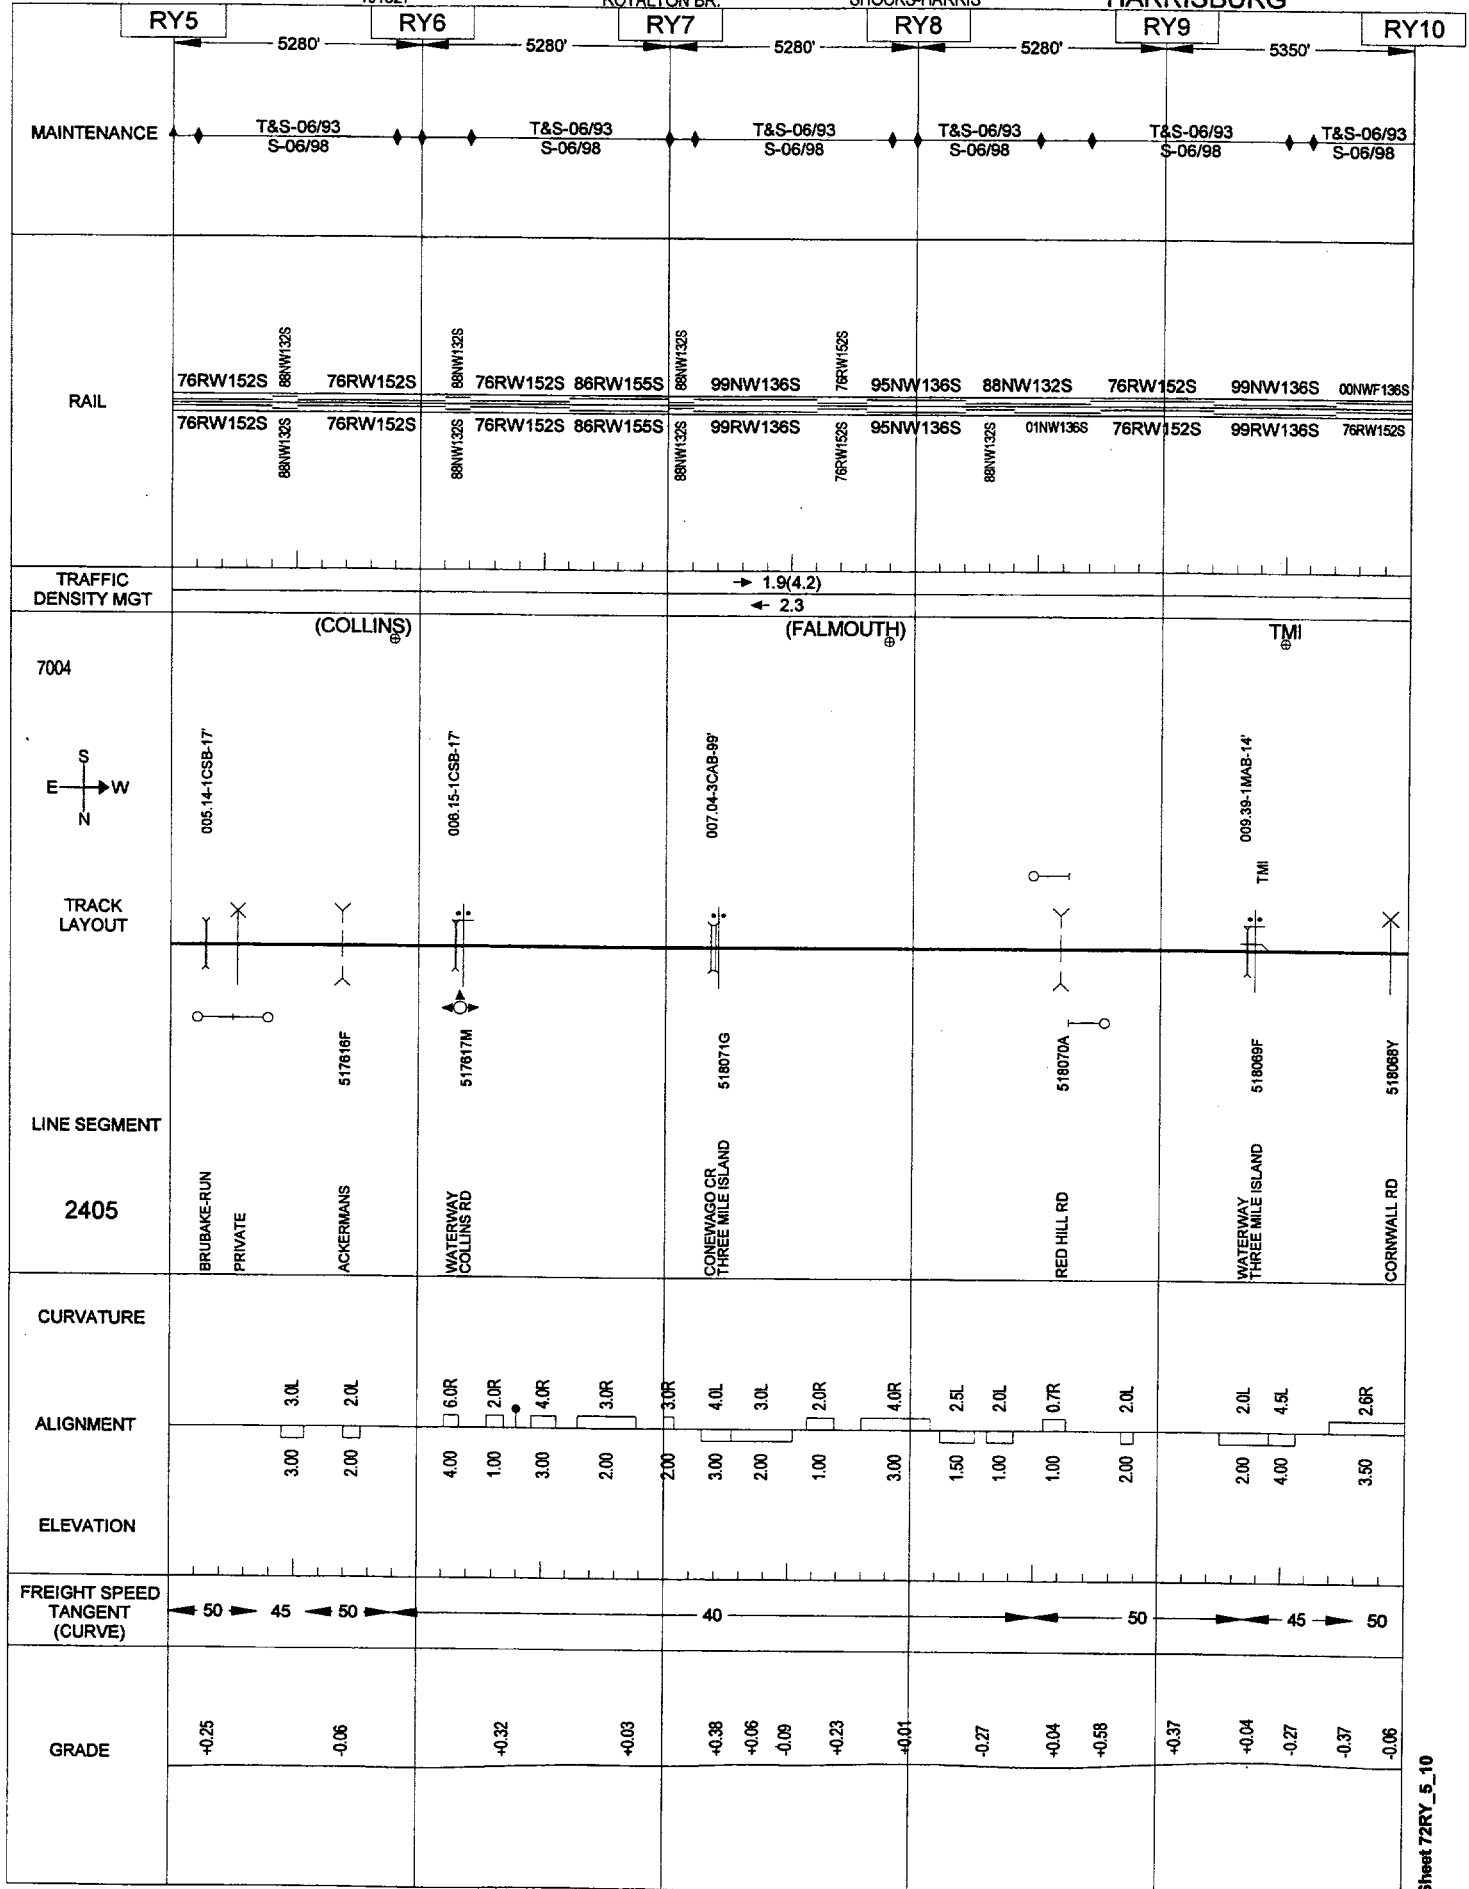 HARRISBURG
RY5 RY6 RY7 RY8 RY9 RY10
5280' 5280' 5280' 5280' 5350'
MAINTENANCE
T&S-06/93 T&S-06/93 T&S-06/93 T&S-06/93 T&S-06/93 T&S-06/93
S-06/98 S-06/98 S-06/98 S-06/98 S-06/98 S-06/98
RAIL
76RW152S 88NW132S 76RW152S 88NW132S 76RW152S 86RW155S 88NW132S 99NW136S 76RW152S 95NW136S 88NW132S 76RW152S 99NW136S 00NWF136S
76RW152S 88NW132S 76RW152S 88NW132S 76RW152S 86RW155S 88NW132S 99RW136S 76RW152S 95NW136S 88NW132S 01NW136S 76RW152S 99RW136S 76RW152S
TRAFFIC
DENSITY MGT
1.9(4.2)
2.3
(COLLINS) (FALMOUTH) TMI
7004
S
E W
N
005.14-1CSB-17' 006.15-1CSB-17' 007.04-3CAB-99' 009.39-1MAB-14'
TMI
TRACK
LAYOUT
517616F 517617M 518071G 518070A 518069F 518068Y
LINE SEGMENT
2405
BRUBAKE-RUN
PRIVATE
ACKERMANS
WATERWAY
COLLINS RD
CONEWAGO CR
THREE MILE ISLAND
RED HILL RD
WATERWAY
THREE MILE ISLAND
CORNWALL RD
CURVATURE
3.0L 2.0L 6.0R 2.0R 4.0R 3.0R 3.0R 4.0L 3.0L 2.0R 4.0R 2.5L 2.0L 0.7R 2.0L 2.0L 4.5L 2.6R
ALIGNMENT
3.00 2.00 4.00 1.00 3.00 2.00 2.00 3.00 2.00 1.00 3.00 1.50 1.00 1.00 2.00 2.00 4.00 3.50
ELEVATION
FREIGHT SPEED
TANGENT
(CURVE)
50 45 50 40 50 45 50
GRADE
+0.25 -0.06 +0.32 +0.03 +0.38 +0.06 -0.09 +0.23 +0.01 -0.27 +0.04 +0.58 +0.37 +0.04 -0.27 -0.37 -0.06
Sheet 72RY_5_10